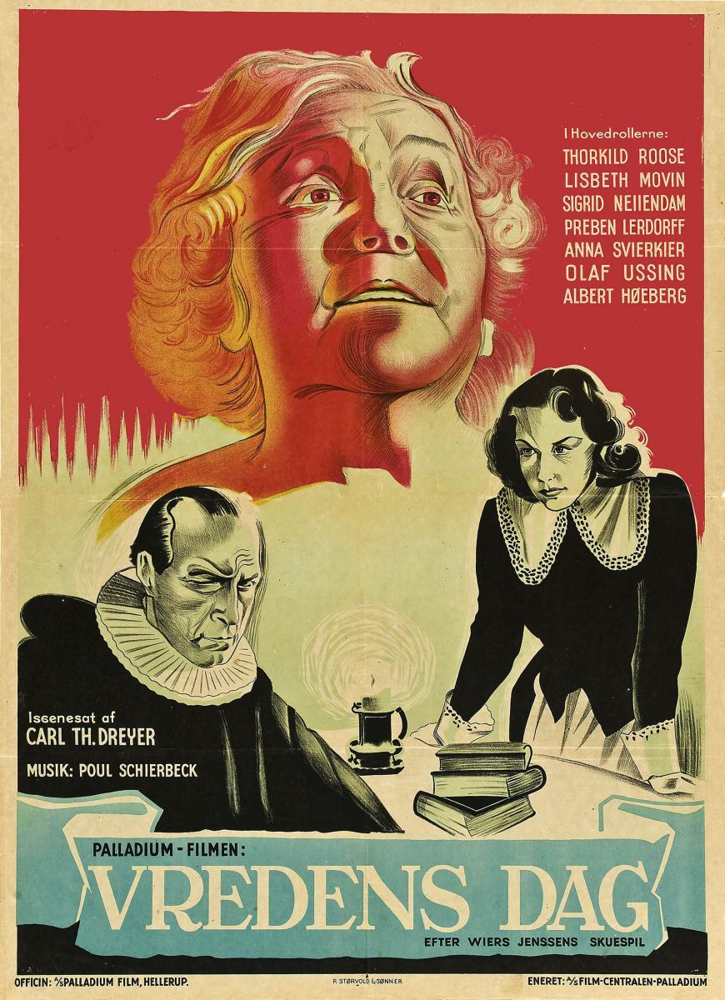 I Hovedrollerne:
THORKILD ROOSE
LISBETH MOVIN
SIGRID NEIIENDAM
PREBEN LERDORFF
ANNA SVIERKIER
OLAF USSING
ALBERT HØEBERG
Iscenesat af
CARL TH. DREYER
MUSIK: POUL SCHIERBECK
PALLADIUM - FILMEN:
VREDENS DAG
EFTER WIERS JENSSENS SKUESPIL
OFFICIN: A/S PALLADIUM FILM, HELLERUP.
P. STØRVOLD & SØNNER
ENERET: A/S FILM-CENTRALEN-PALLADIUM